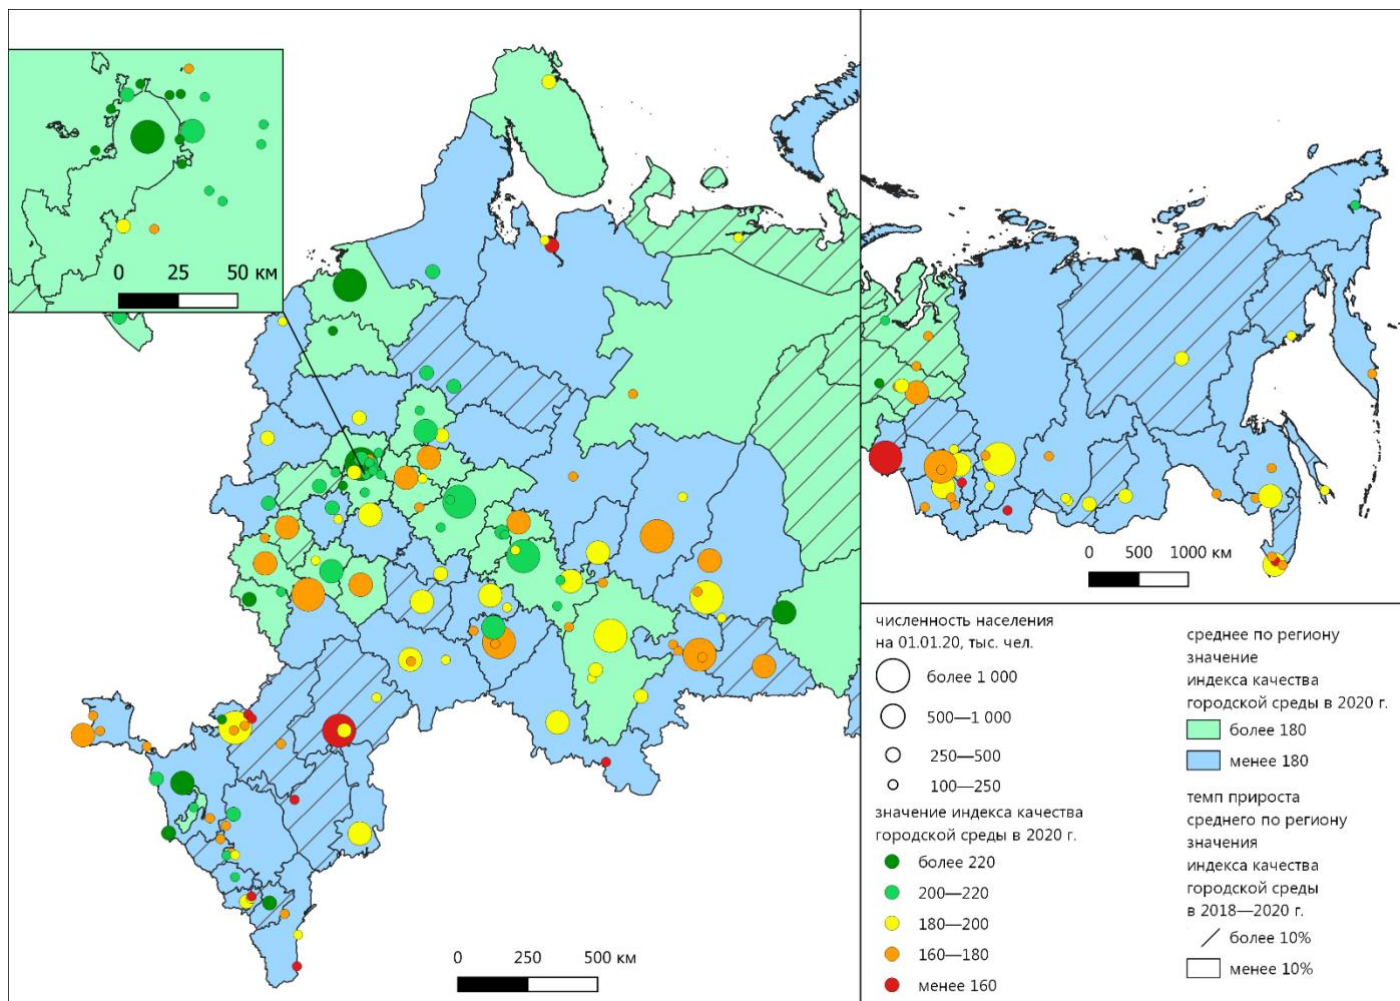 0 25 50 км
0 250 500 км
0 500 1000 км
численность населения
на 01.01.20, тыс. чел.
более 1 000
500—1 000
250—500
100—250
значение индекса качества
городской среды в 2020 г.
более 220
200—220
180—200
160—180
менее 160
среднее по региону
значение
индекса качества
городской среды в 2020 г.
более 180
менее 180
темп прироста
среднего по региону
значения
индекса качества
городской среды
в 2018—2020 г.
более 10%
менее 10%